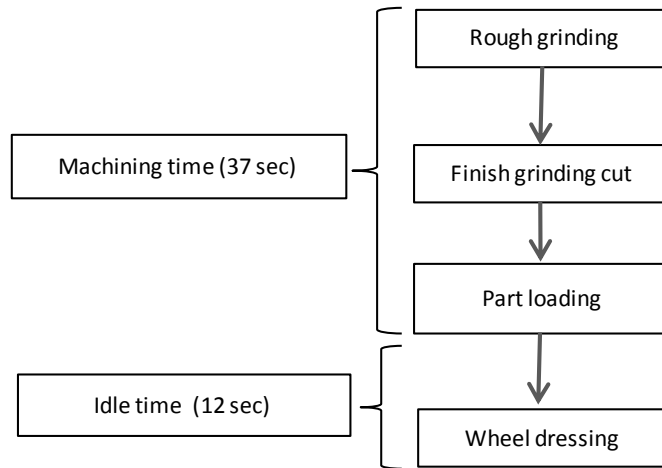 Rough grinding
Machining time (37 sec)
Finish grinding cut
Part loading
Idle time (12 sec)
Wheel dressing